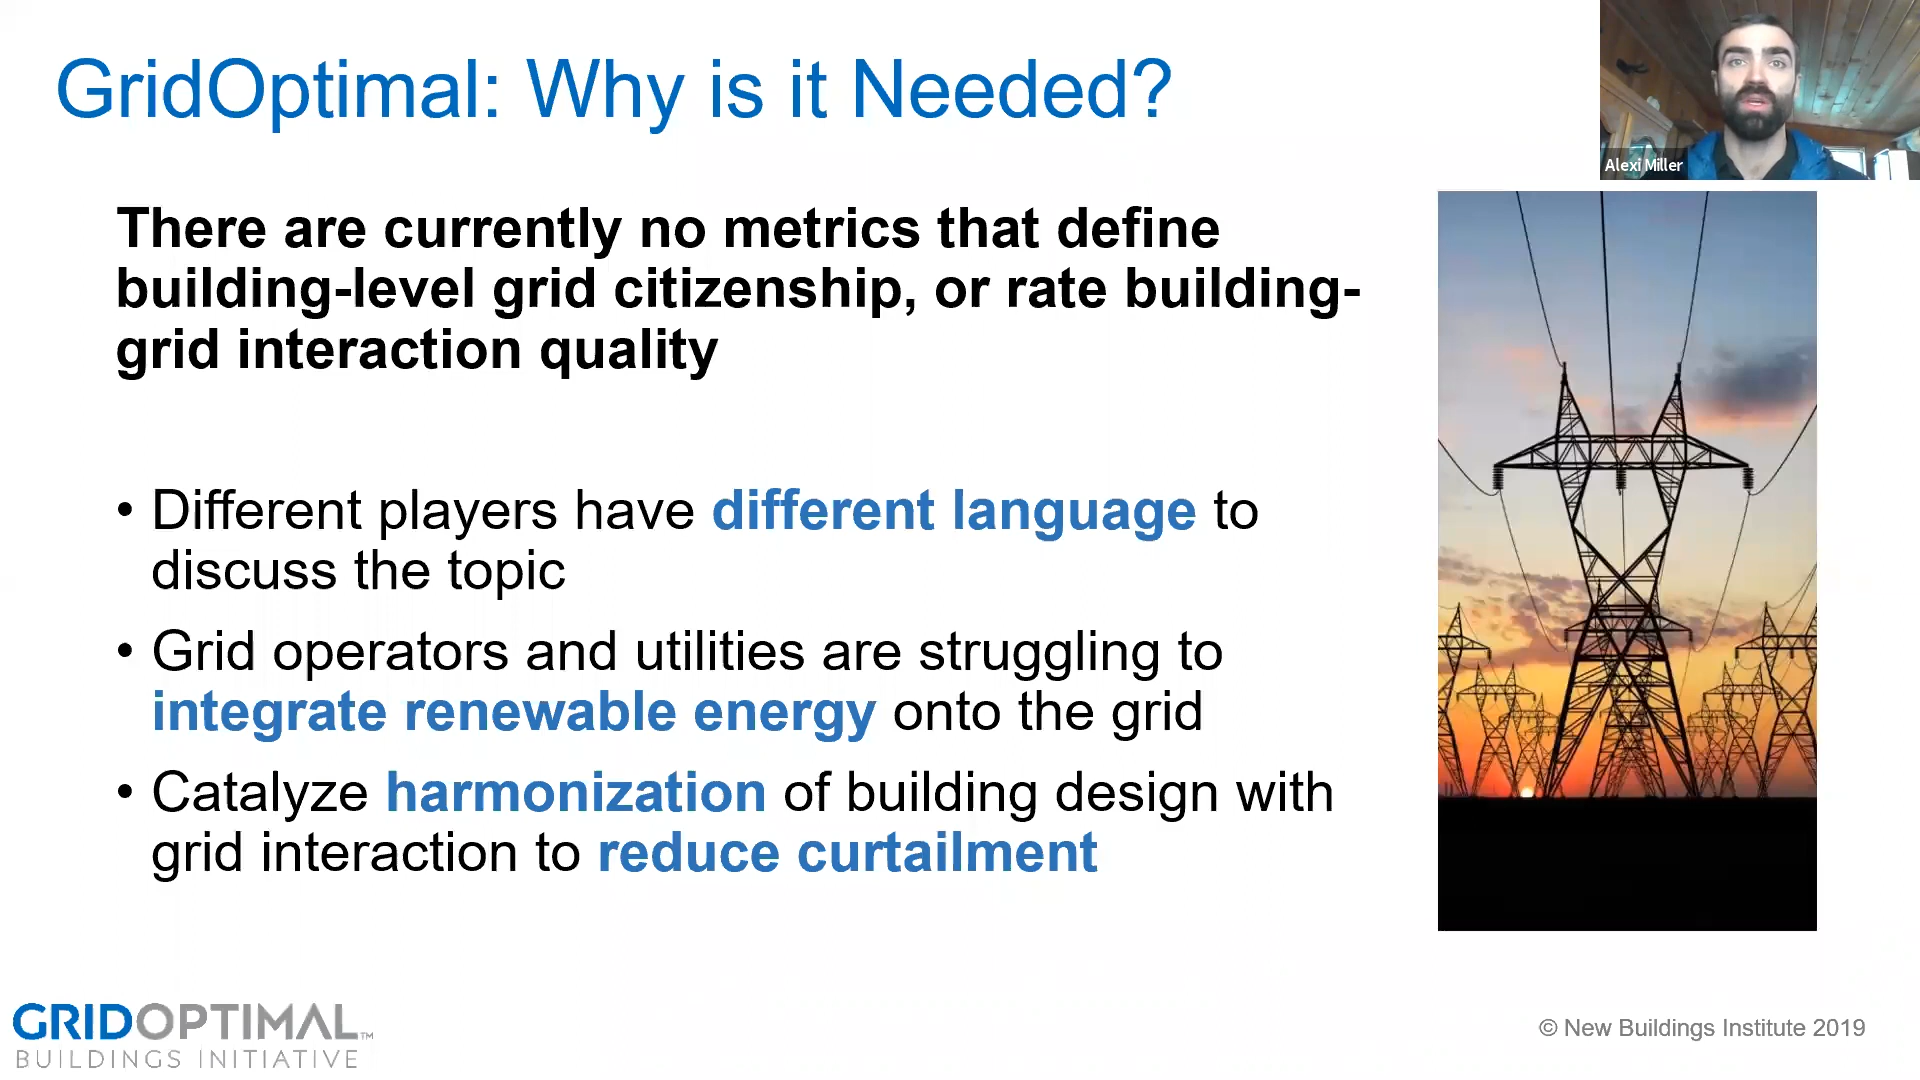 GridOptimal: Why is it Needed?
Alexi Miller
There are currently no metrics that define
building-level grid citizenship, or rate building-
grid interaction quality
• Different players have different language to
discuss the topic
• Grid operators and utilities are struggling to
integrate renewable energy onto the grid
• Catalyze harmonization of building design with
grid interaction to reduce curtailment
GRIDOPTIMAL™
BUILDINGS INITIATIVE
© New Buildings Institute 2019